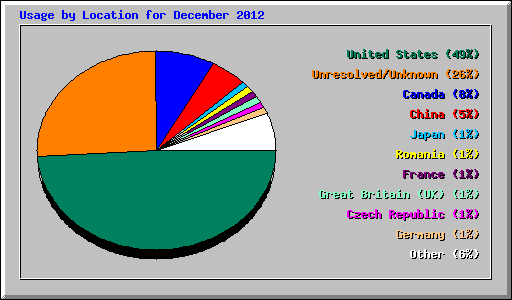 Usage by Location for December 2012
United States (49%)
Unresolved/Unknown (26%)
Canada (8%)
China (5%)
Japan (1%)
Romania (1%)
France (1%)
Great Britain (UK) (1%)
Czech Republic (1%)
Germany (1%)
Other (6%)